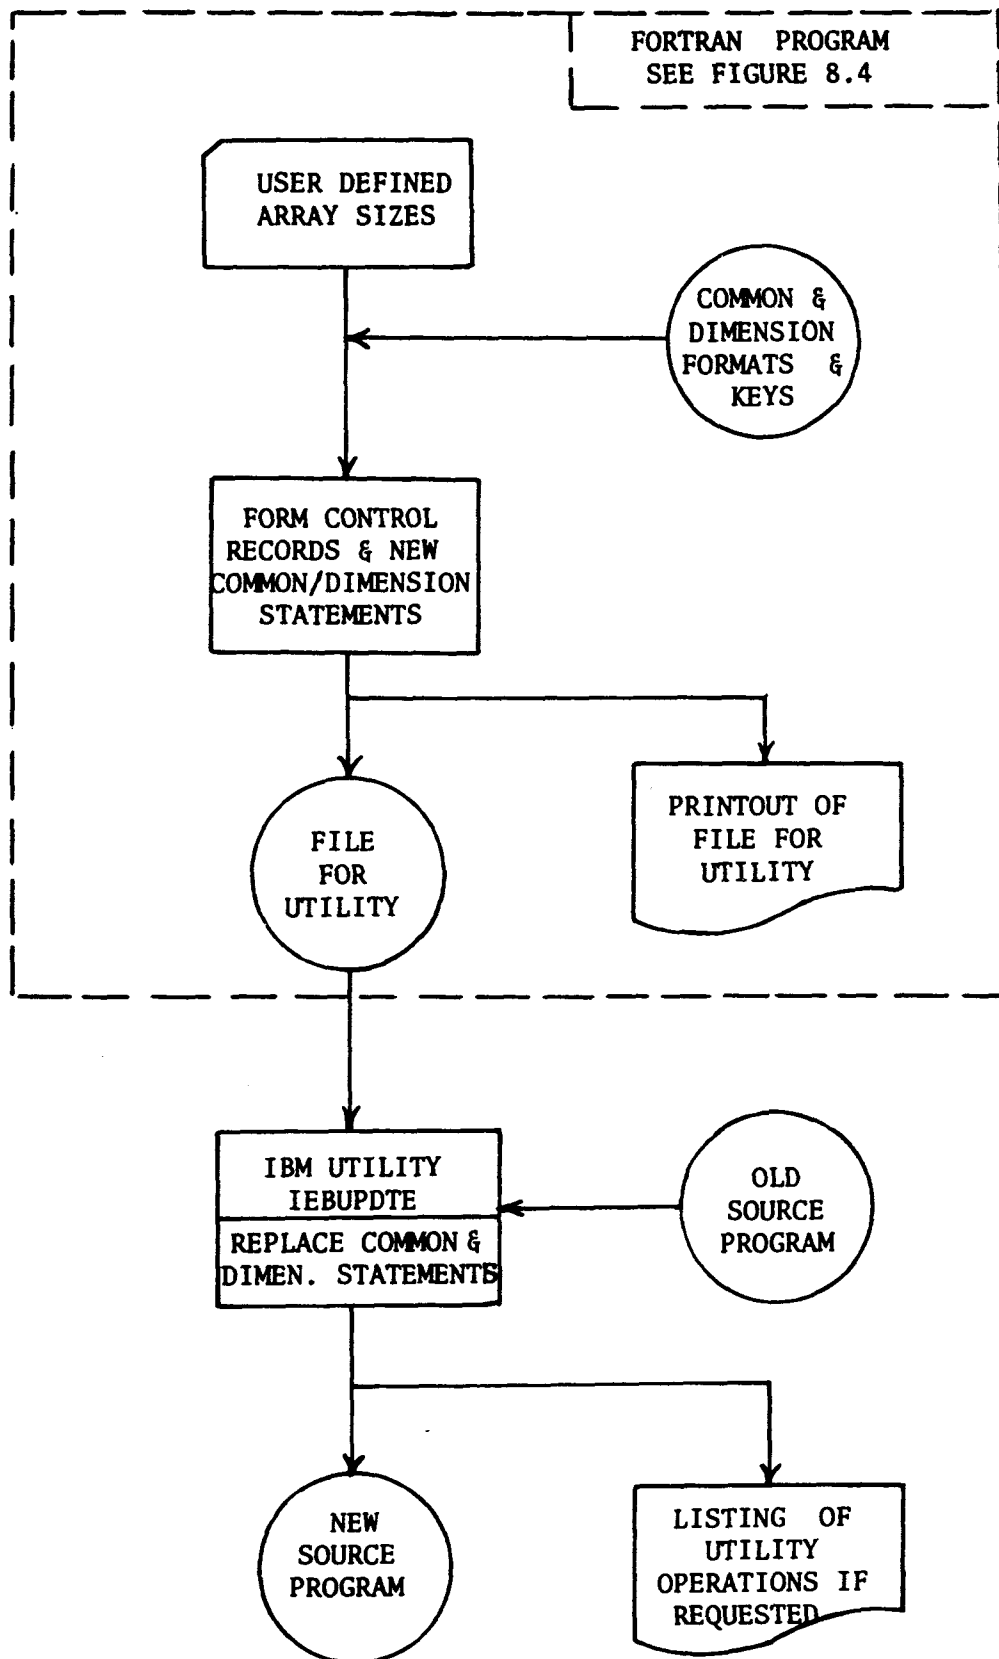 FORTRAN PROGRAM
SEE FIGURE 8.4
USER DEFINED
ARRAY SIZES
COMMON &
DIMENSION
FORMATS &
KEYS
FORM CONTROL
RECORDS & NEW
COMMON/DIMENSION
STATEMENTS
FILE
FOR
UTILITY
PRINTOUT OF
FILE FOR
UTILITY
IBM UTILITY
IEBUPDTE
REPLACE COMMON &
DIMEN. STATEMENTS
OLD
SOURCE
PROGRAM
NEW
SOURCE
PROGRAM
LISTING OF
UTILITY
OPERATIONS IF
REQUESTED